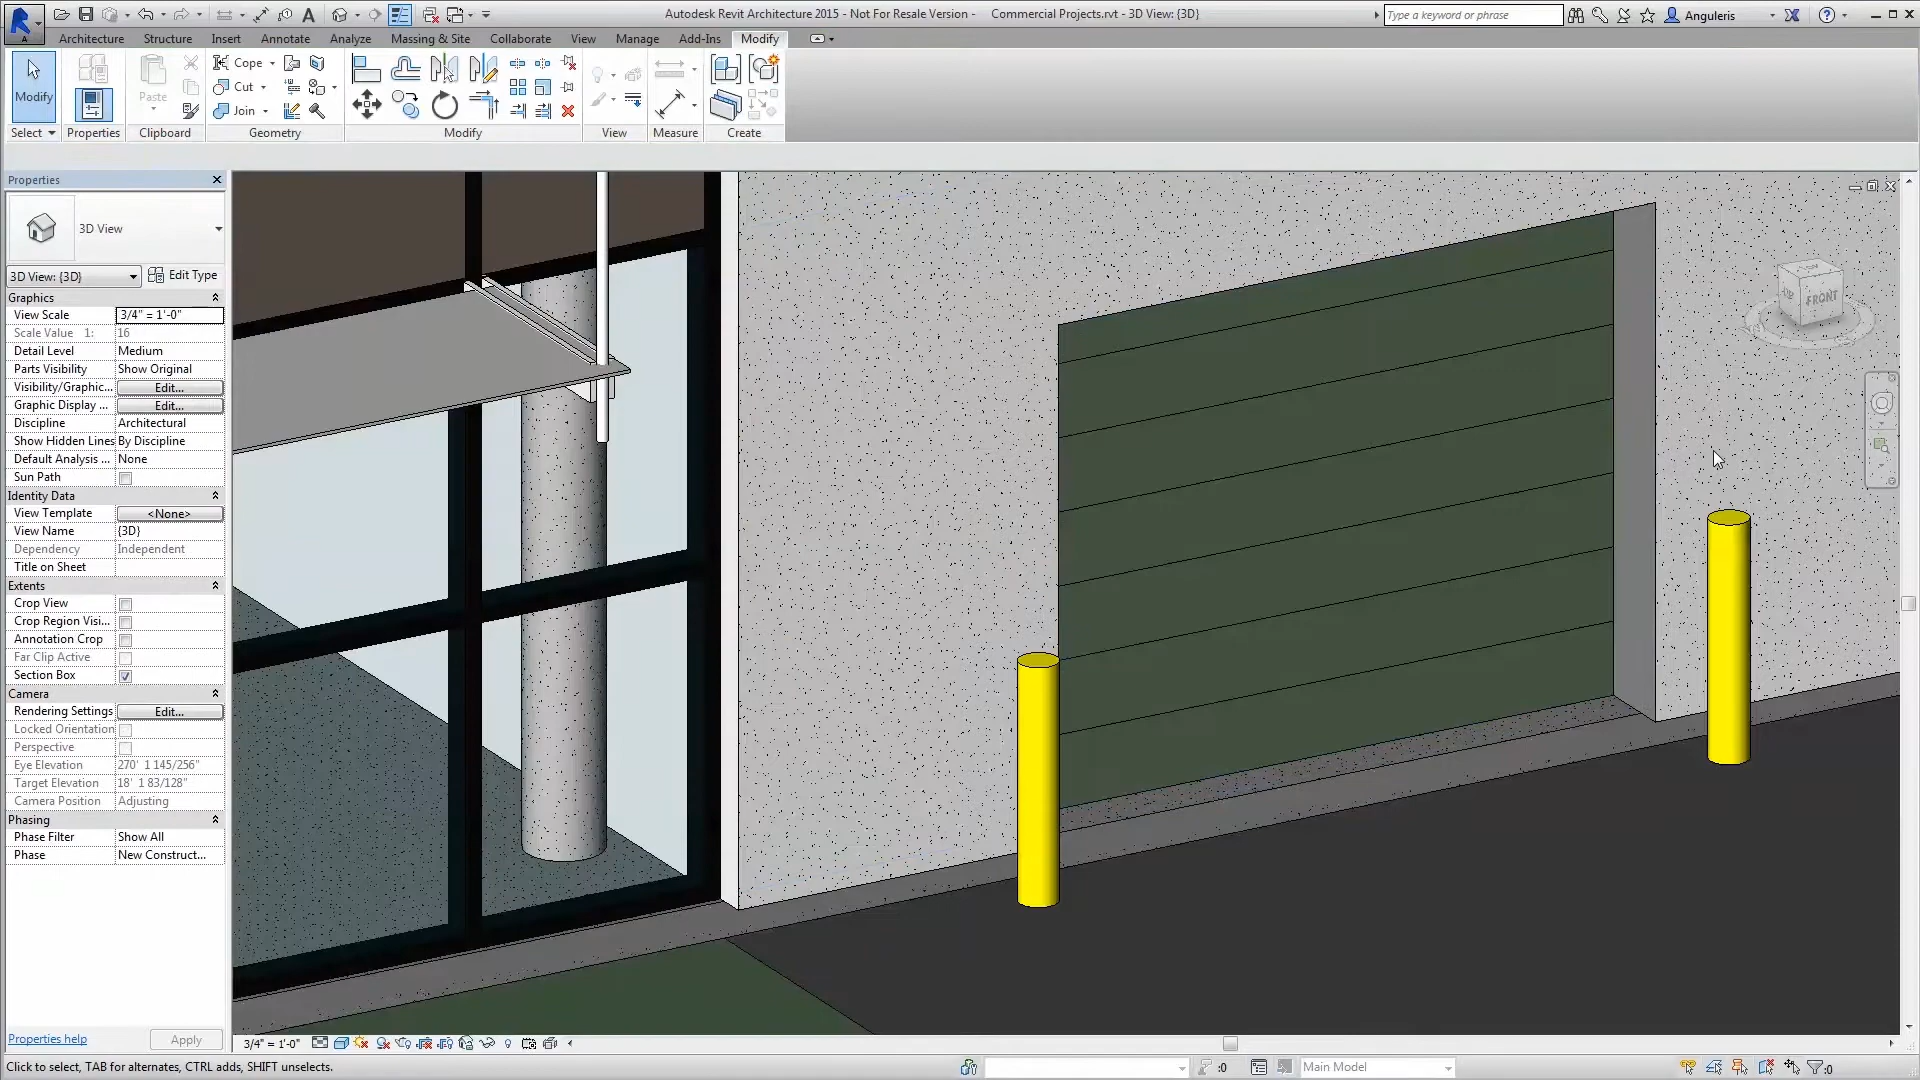 Autodesk Revit Architecture 2015 - Not For Resale Version - Commercial Projects.rvt - 3D View: {3D}
Type a keyword or phrase
Anguleris
Architecture Structure Insert Annotate Analyze Massing & Site Collaborate View Manage Add-Ins Modify
Modify
Paste
Cope
Cut
Join
Select Properties Clipboard Geometry Modify View Measure Create
Properties
3D View
3D View: {3D} Edit Type
Graphics
View Scale 3/4" = 1'-0"
Scale Value 1: 16
Detail Level Medium
Parts Visibility Show Original
Visibility/Graphic... Edit...
Graphic Display ... Edit...
Discipline Architectural
Show Hidden Lines By Discipline
Default Analysis ... None
Sun Path
Identity Data
View Template <None>
View Name {3D}
Dependency Independent
Title on Sheet
Extents
Crop View
Crop Region Visi...
Annotation Crop
Far Clip Active
Section Box
Camera
Rendering Settings Edit...
Locked Orientation
Perspective
Eye Elevation 270' 1 145/256"
Target Elevation 18' 1 83/128"
Camera Position Adjusting
Phasing
Phase Filter Show All
Phase New Construct...
FRONT
Properties help Apply
3/4" = 1'-0"
Click to select, TAB for alternates, CTRL adds, SHIFT unselects.
:0
Main Model
:0